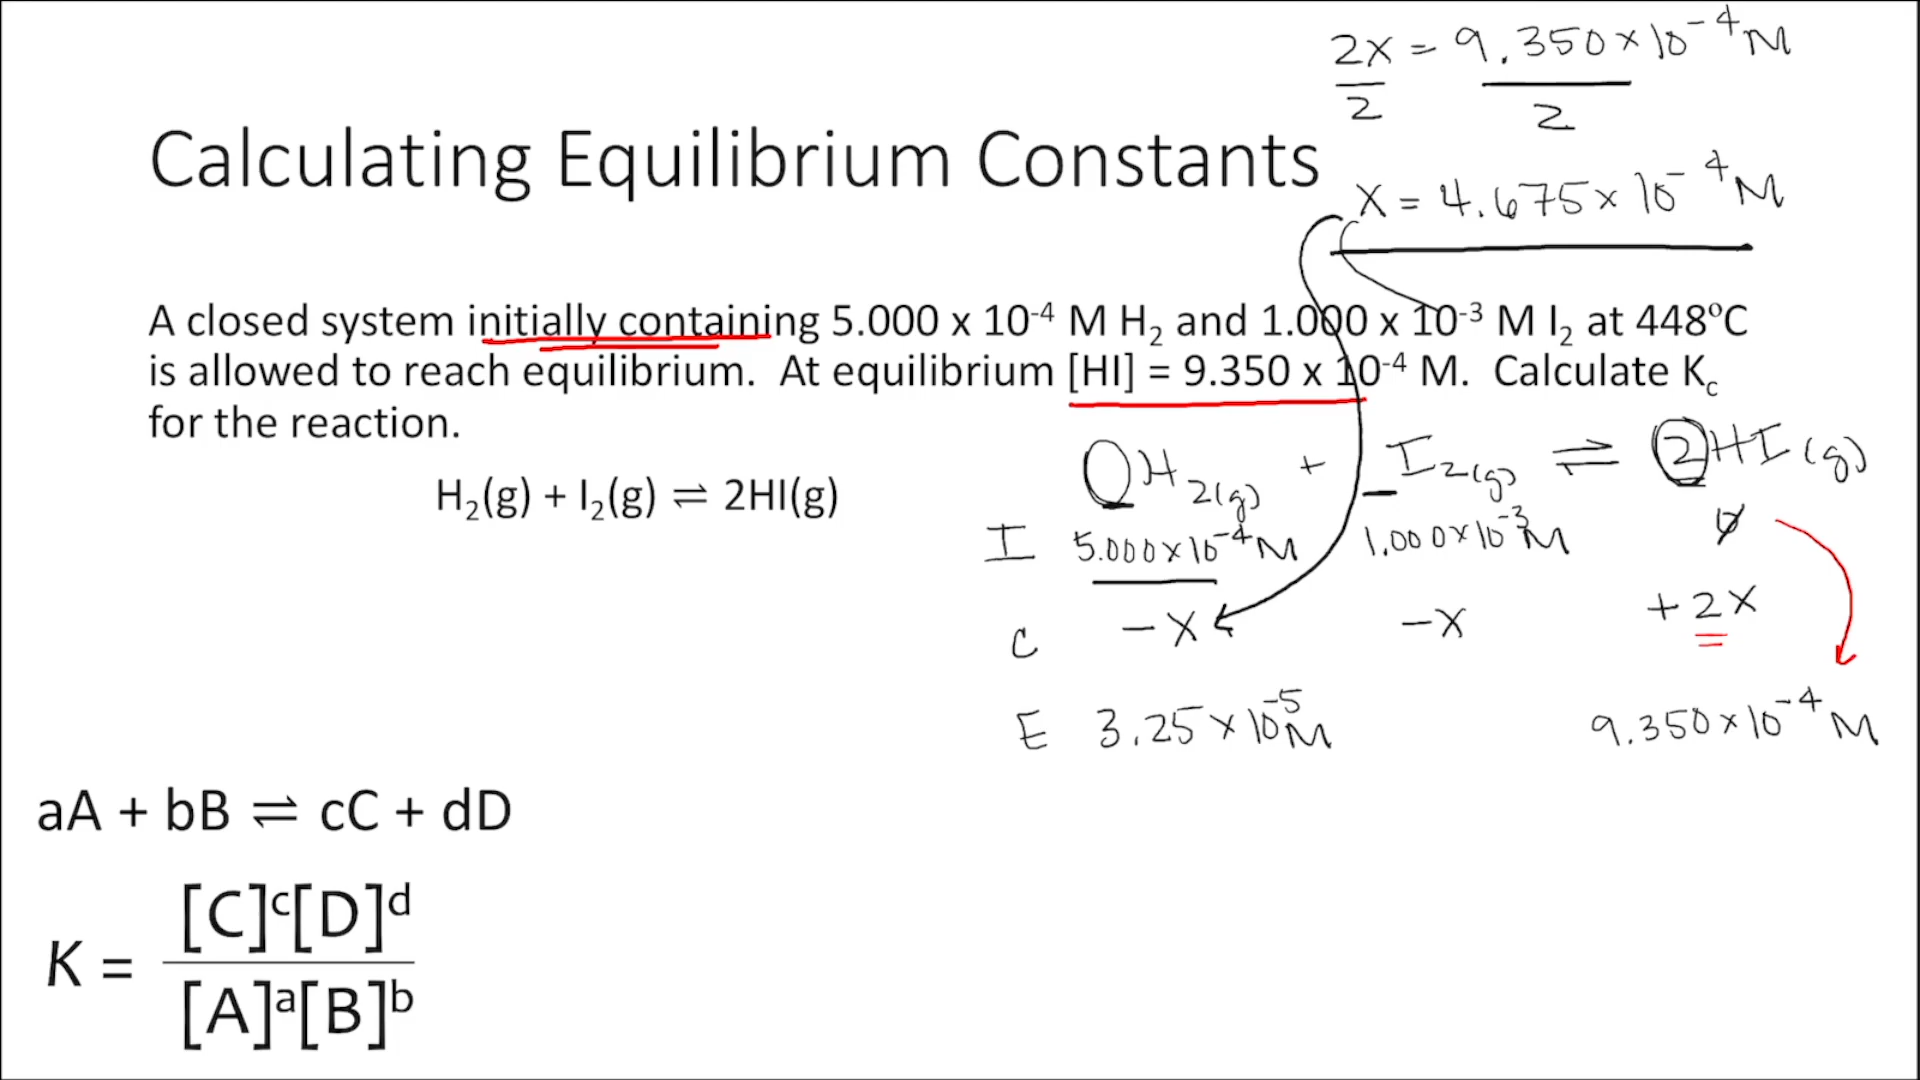 2x = 9.350 x 10⁻⁴ M
2 2
Calculating Equilibrium Constants
x = 4.675 x 10⁻⁴ M
A closed system initially containing 5.000 x 10⁻⁴ M H₂ and 1.000 x 10⁻³ M I₂ at 448ºC
is allowed to reach equilibrium. At equilibrium [HI] = 9.350 x 10⁻⁴ M. Calculate K꜀
for the reaction.
H₂(g) + I₂(g) ⇌ 2HI(g)
H₂(g) + I₂(g) ⇌ 2HI(g)
I 5.000 x 10⁻⁴ M 1.000 x 10⁻³ M 0
C -x -x +2x
E 3.25 x 10⁻⁵ M 9.350 x 10⁻⁴ M
aA + bB ⇌ cC + dD
K = [C]ᶜ[D]ᵈ
[A]ᵃ[B]ᵇ